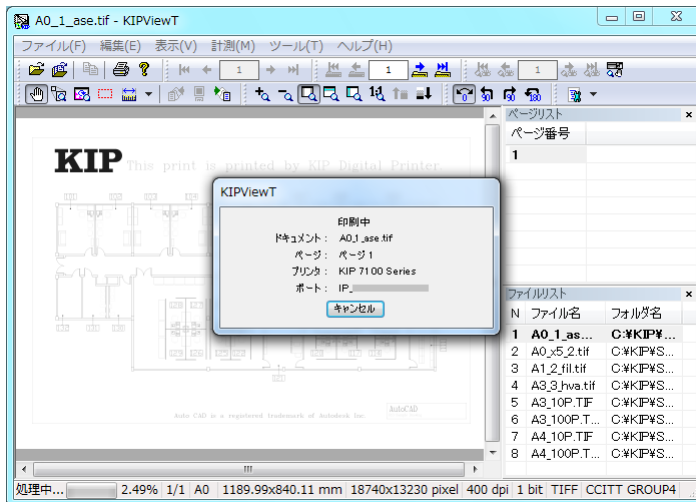 A0_1_ase.tif - KIPViewT
ファイル(F) 編集(E) 表示(V) 計測(M) ツール(T) ヘルプ(H)
1 1 1
ページリスト
ページ番号
1
KIP This print is printed by KIP Digital Printer.
KIPViewT
印刷中
ドキュメント： A0_1_ase.tif
ページ： ページ 1
プリンタ： KIP 7100 Series
ポート： IP_
キャンセル
AutoCAD
Auto CAD is a registered trademark of Autodesk Inc.
ファイルリスト
N ファイル名 フォルダ名
1 A0_1_as... C:¥KIP¥...
2 A0_x5_2.tif C:¥KIP¥S...
3 A1_2_fil.tif C:¥KIP¥S...
4 A3_3_hva.tif C:¥KIP¥S...
5 A3_10P.TIF C:¥KIP¥S...
6 A3_100P.T... C:¥KIP¥S...
7 A4_10P.TIF C:¥KIP¥S...
8 A4_100P.T... C:¥KIP¥S...
処理中... 2.49% 1/1 A0 1189.99x840.11 mm 18740x13230 pixel 400 dpi 1 bit TIFF CCITT GROUP4